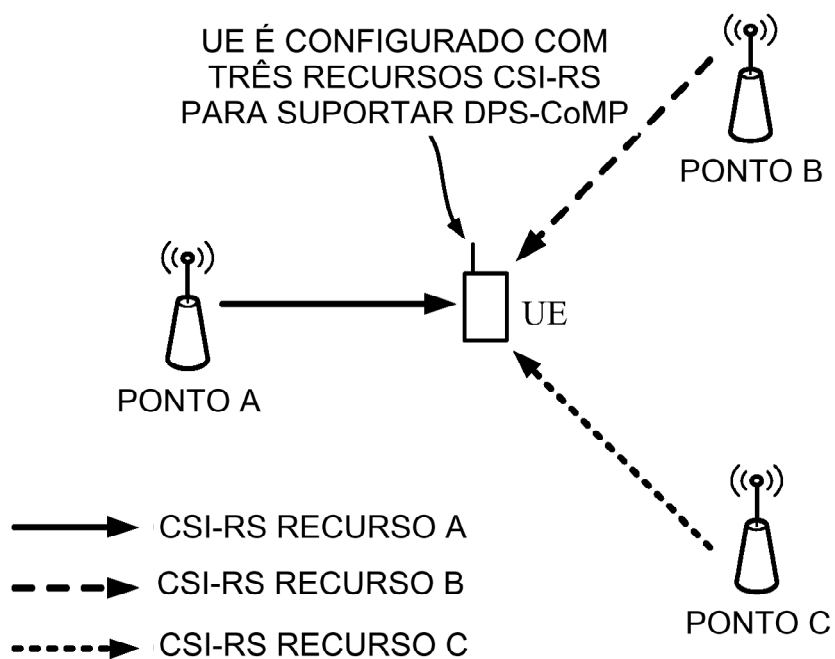 UE É CONFIGURADO COM
TRÊS RECURSOS CSI-RS
PARA SUPORTAR DPS-CoMP
PONTO B
UE
PONTO A
PONTO C
CSI-RS RECURSO A
CSI-RS RECURSO B
CSI-RS RECURSO C